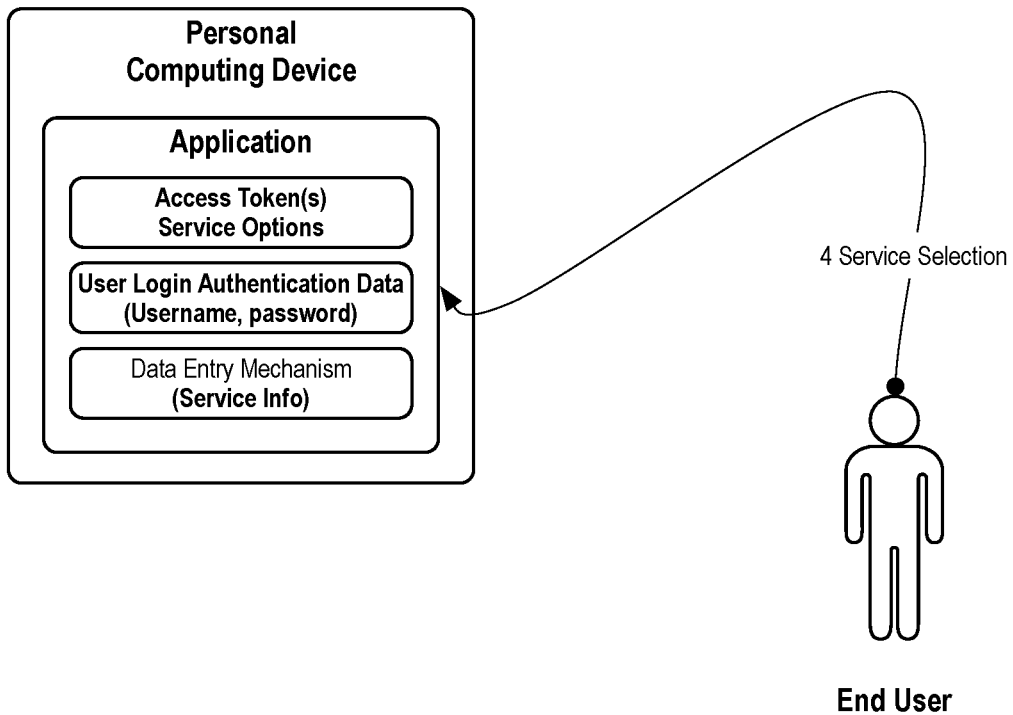 Personal
Computing Device
Application
Access Token(s)
Service Options
User Login Authentication Data
(Username, password)
Data Entry Mechanism
(Service Info)
4 Service Selection
End User